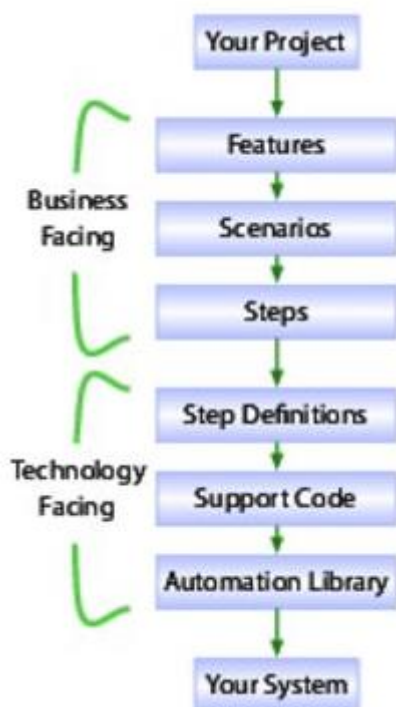 Your Project
Features
Business
Facing
Scenarios
Steps
Step Definitions
Technology
Facing
Support Code
Automation Library
Your System